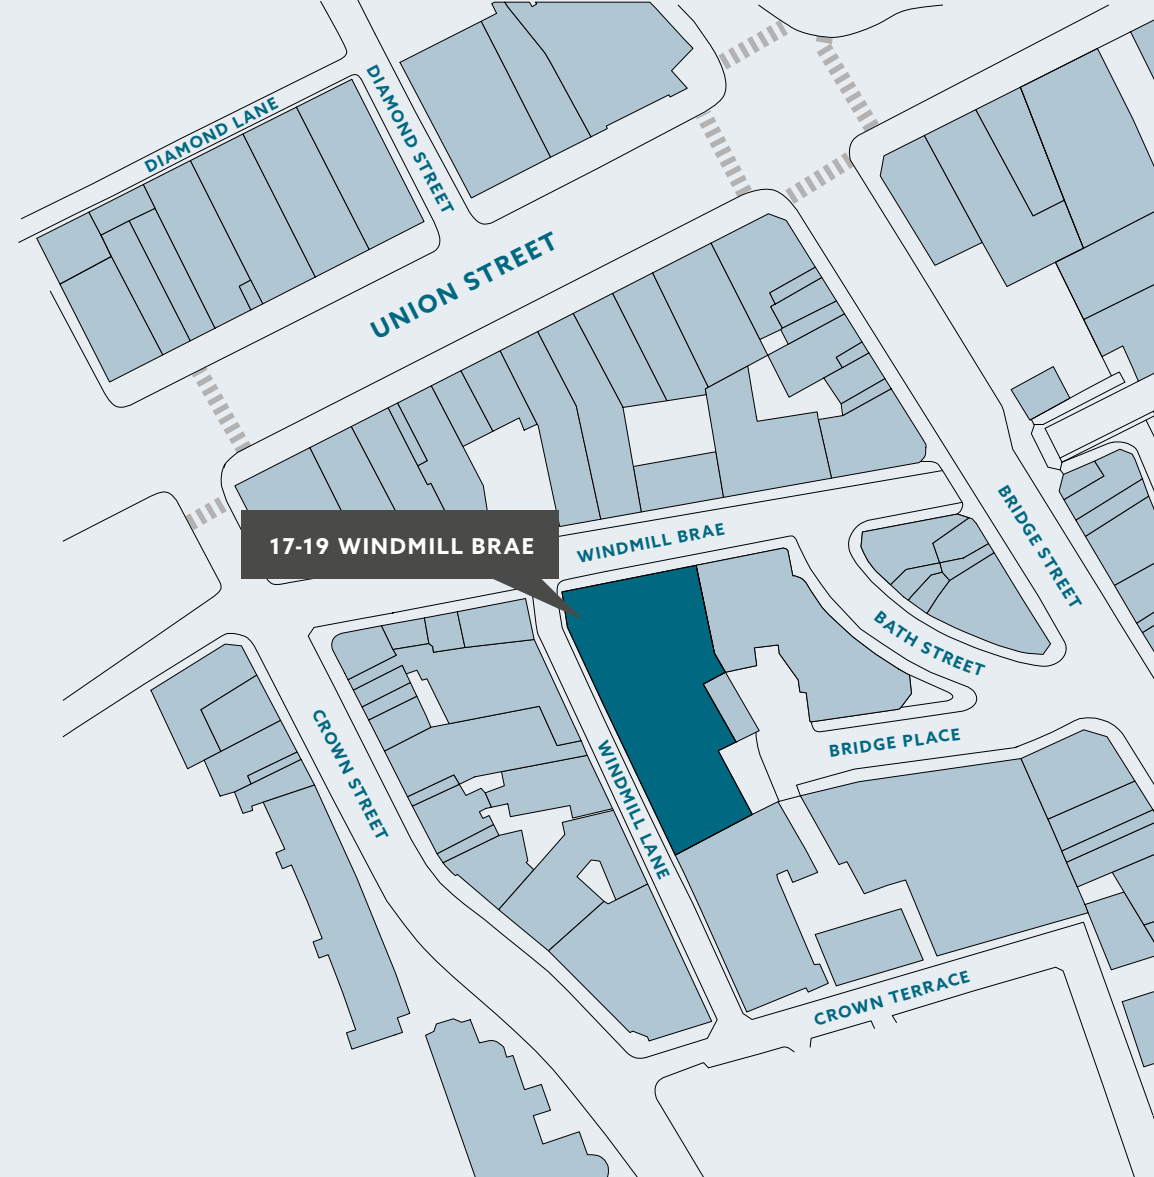 DIAMOND LANE
DIAMOND STREET
UNION STREET
17-19 WINDMILL BRAE
WINDMILL BRAE
BRIDGE STREET
BATH STREET
BRIDGE PLACE
CROWN STREET
WINDMILL LANE
CROWN TERRACE